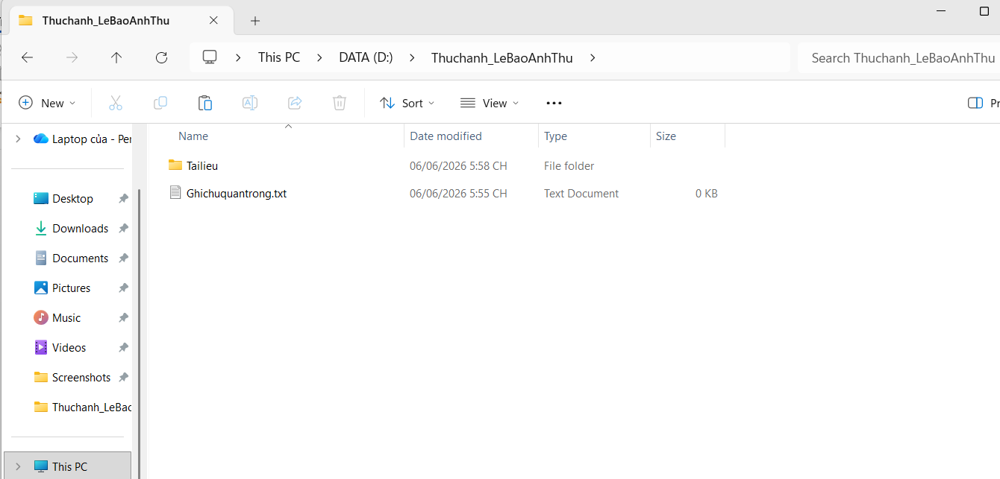 Thuchanh_LeBaoAnhThu
This PC > DATA (D:) > Thuchanh_LeBaoAnhThu >
Search Thuchanh_LeBaoAnhThu
New
Sort
View
Pr
Name
Date modified
Type
Size
Tailieu
06/06/2026 5:58 CH
File folder
Ghichuquantrong.txt
06/06/2026 5:55 CH
Text Document
0 KB
Laptop của - Per
Desktop
Downloads
Documents
Pictures
Music
Videos
Screenshots
Thuchanh_LeBac
This PC